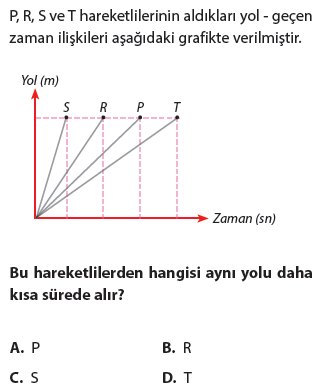 P, R, S ve T hareketlilerinin aldıkları yol - geçen
zaman ilişkileri aşağıdaki grafikte verilmiştir.
Yol (m)
S R P T
Zaman (sn)
Bu hareketlilerden hangisi aynı yolu daha
kısa sürede alır?
A. P B. R
C. S D. T